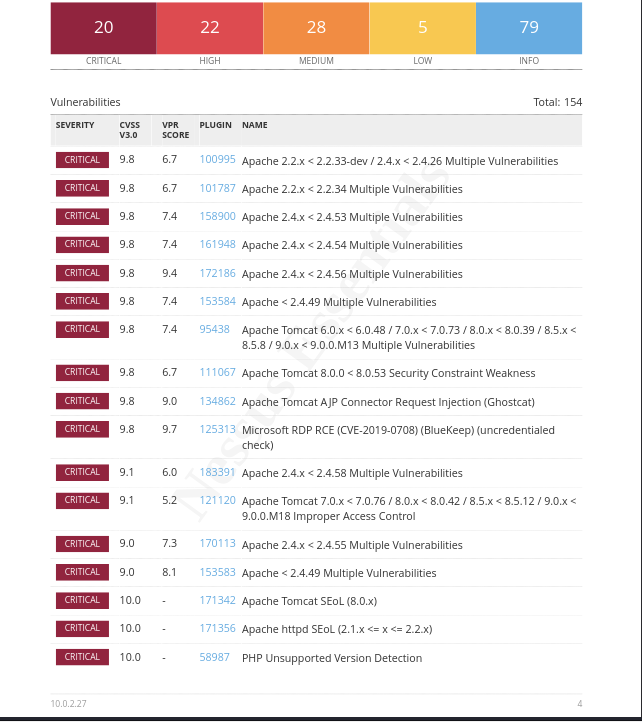 20 22 28 5 79
CRITICAL HIGH MEDIUM LOW INFO
Vulnerabilities Total: 154
SEVERITY CVSS V3.0 VPR SCORE PLUGIN NAME
CRITICAL 9.8 6.7 100995 Apache 2.2.x < 2.2.33-dev / 2.4.x < 2.4.26 Multiple Vulnerabilities
CRITICAL 9.8 6.7 101787 Apache 2.2.x < 2.2.34 Multiple Vulnerabilities
CRITICAL 9.8 7.4 158900 Apache 2.4.x < 2.4.53 Multiple Vulnerabilities
CRITICAL 9.8 7.4 161948 Apache 2.4.x < 2.4.54 Multiple Vulnerabilities
CRITICAL 9.8 9.4 172186 Apache 2.4.x < 2.4.56 Multiple Vulnerabilities
CRITICAL 9.8 7.4 153584 Apache < 2.4.49 Multiple Vulnerabilities
CRITICAL 9.8 7.4 95438 Apache Tomcat 6.0.x < 6.0.48 / 7.0.x < 7.0.73 / 8.0.x < 8.0.39 / 8.5.x <
8.5.8 / 9.0.x < 9.0.0.M13 Multiple Vulnerabilities
CRITICAL 9.8 6.7 111067 Apache Tomcat 8.0.0 < 8.0.53 Security Constraint Weakness
CRITICAL 9.8 9.0 134862 Apache Tomcat AJP Connector Request Injection (Ghostcat)
CRITICAL 9.8 9.7 125313 Microsoft RDP RCE (CVE-2019-0708) (BlueKeep) (uncredentialed
check)
CRITICAL 9.1 6.0 183391 Apache 2.4.x < 2.4.58 Multiple Vulnerabilities
CRITICAL 9.1 5.2 121120 Apache Tomcat 7.0.x < 7.0.76 / 8.0.x < 8.0.42 / 8.5.x < 8.5.12 / 9.0.x <
9.0.0.M18 Improper Access Control
CRITICAL 9.0 7.3 170113 Apache 2.4.x < 2.4.55 Multiple Vulnerabilities
CRITICAL 9.0 8.1 153583 Apache < 2.4.49 Multiple Vulnerabilities
CRITICAL 10.0 - 171342 Apache Tomcat SEoL (8.0.x)
CRITICAL 10.0 - 171356 Apache httpd SEoL (2.1.x <= x <= 2.2.x)
CRITICAL 10.0 - 58987 PHP Unsupported Version Detection
Nessus Essentials
10.0.2.27 4